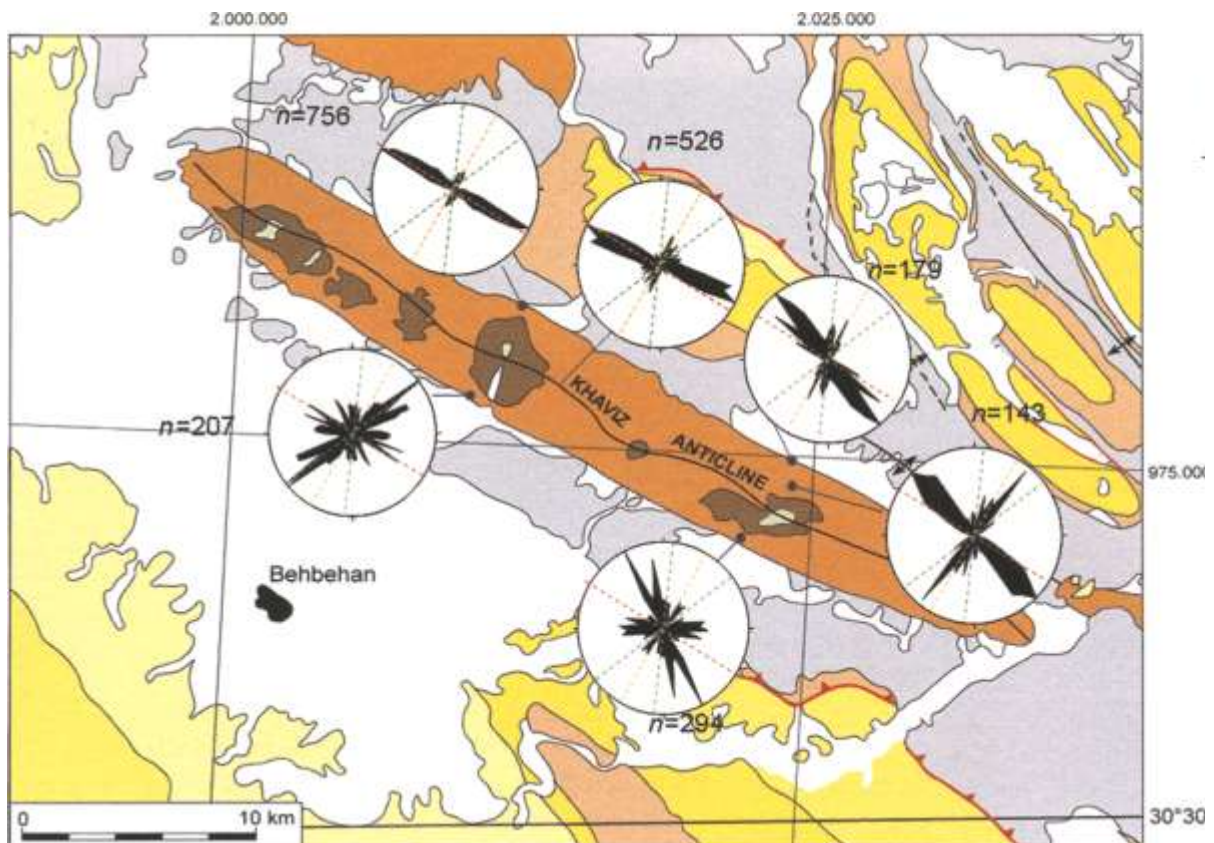 2.000.000
2.025.000
n=756
n=526
n=179
n=207
KHAVIZ
ANTICLINE
n=143
975.000
Behbehan
n=294
0
10 km
30°30